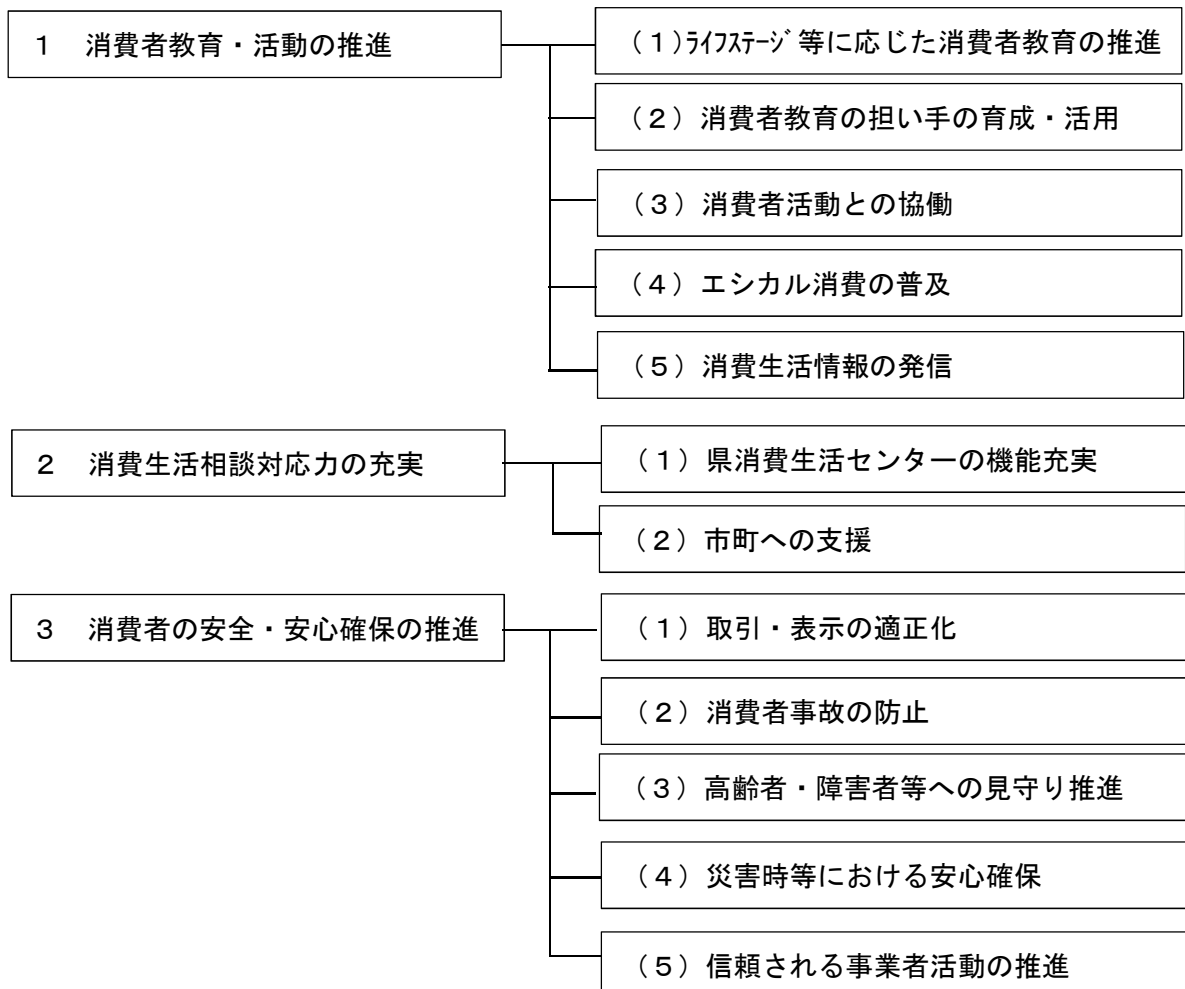 １　消費者教育・活動の推進
（１）ﾗｲﾌｽﾃｰｼﾞ等に応じた消費者教育の推進
（２）消費者教育の担い手の育成・活用
（３）消費者活動との協働
（４）エシカル消費の普及
（５）消費生活情報の発信
２　消費生活相談対応力の充実
（１）県消費生活センターの機能充実
（２）市町への支援
３　消費者の安全・安心確保の推進
（１）取引・表示の適正化
（２）消費者事故の防止
（３）高齢者・障害者等への見守り推進
（４）災害時等における安心確保
（５）信頼される事業者活動の推進